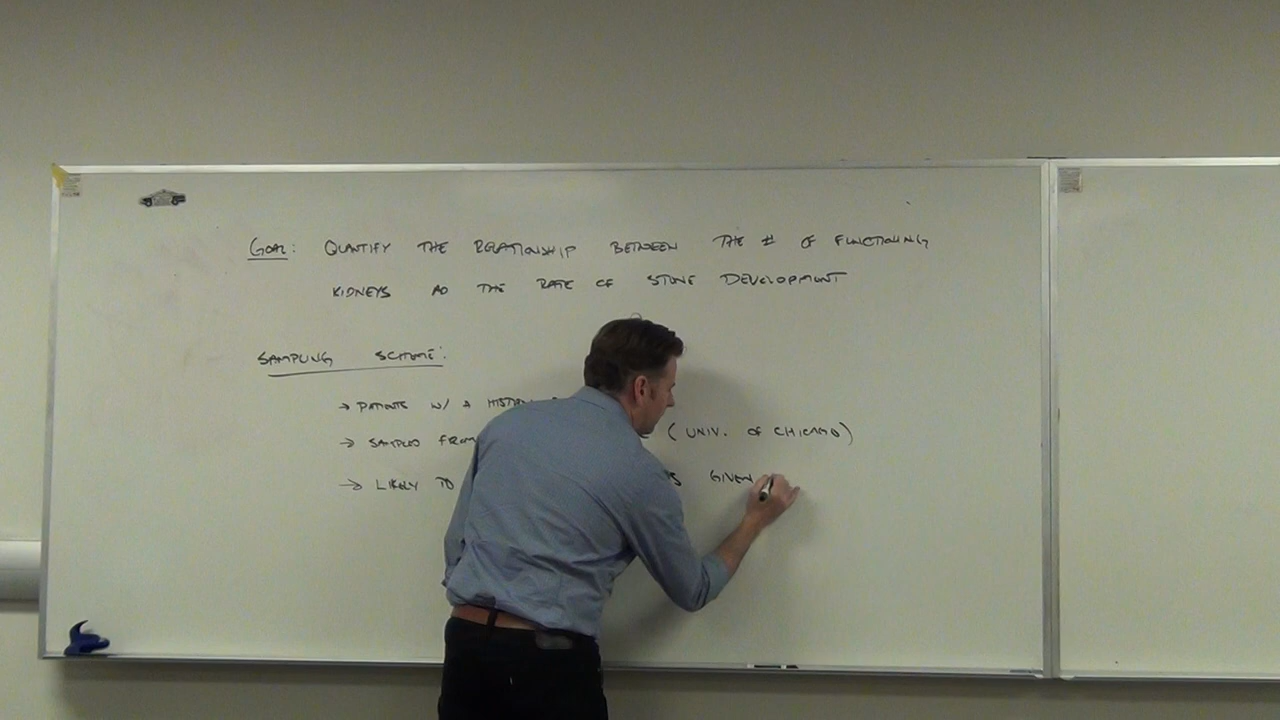 GOAL: QUANTIFY THE RELATIONSHIP BETWEEN THE # OF FUNCTIONING
KIDNEYS AND THE RATE OF STONE DEVELOPMENT
SAMPLING SCHEME:
→ PATIENTS W/ A
→ SAMPLED FROM (UNIV. OF CHICAGO)
→ LIKELY TO GIVEN